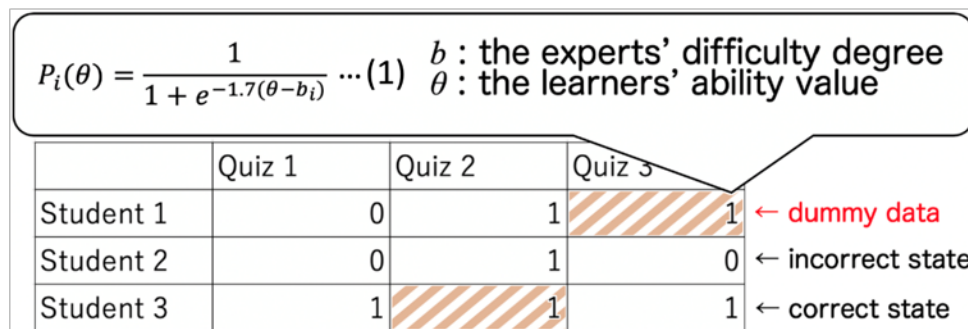 P_i(θ) = 1 / (1 + e^{-1.7(θ-b_i)}) ⋯(1)
b : the experts' difficulty degree
θ : the learners' ability value
Quiz 1 Quiz 2 Quiz 3
Student 1 0 1 1 ← dummy data
Student 2 0 1 0 ← incorrect state
Student 3 1 1 1 ← correct state